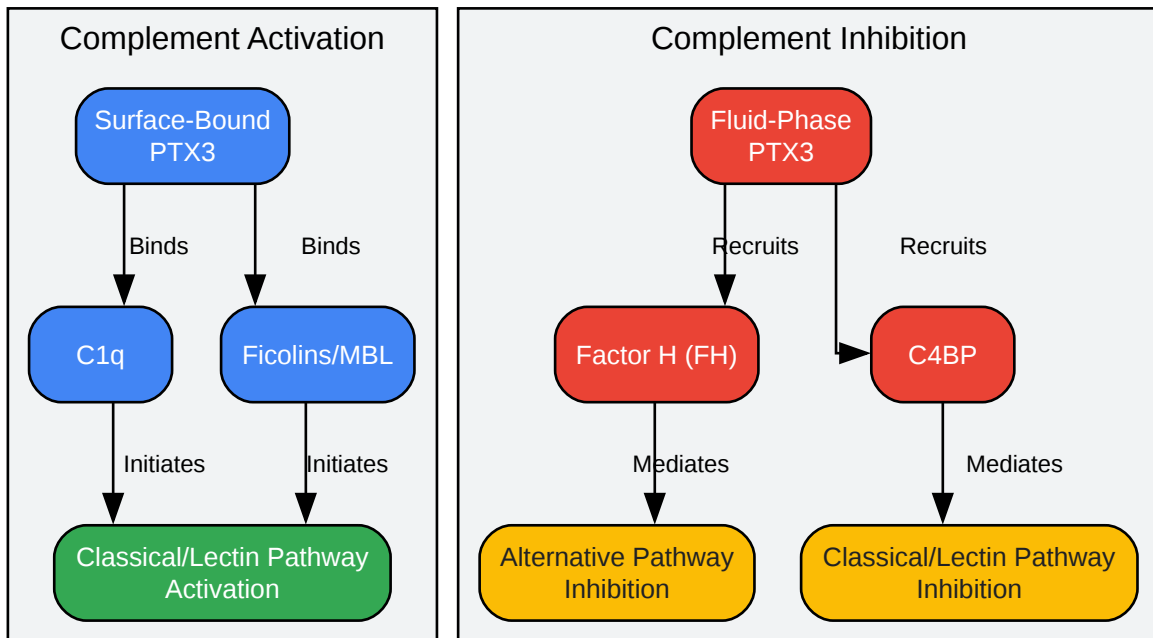 Complement Activation
Surface-Bound
PTX3
Binds
Binds
C1q
Ficolins/MBL
Initiates
Initiates
Classical/Lectin Pathway
Activation
Complement Inhibition
Fluid-Phase
PTX3
Recruits
Recruits
Factor H (FH)
C4BP
Mediates
Mediates
Alternative Pathway
Inhibition
Classical/Lectin Pathway
Inhibition